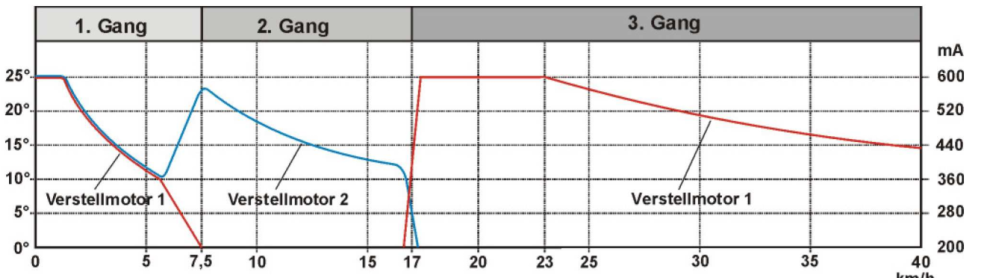 1. Gang 2. Gang 3. Gang
mA
25° 600
20° 520
15° 440
10° 360
Verstellmotor 1 Verstellmotor 2 Verstellmotor 1
5° 280
0° 200
0 5 7,5 10 15 17 20 23 25 30 35 40
km/h